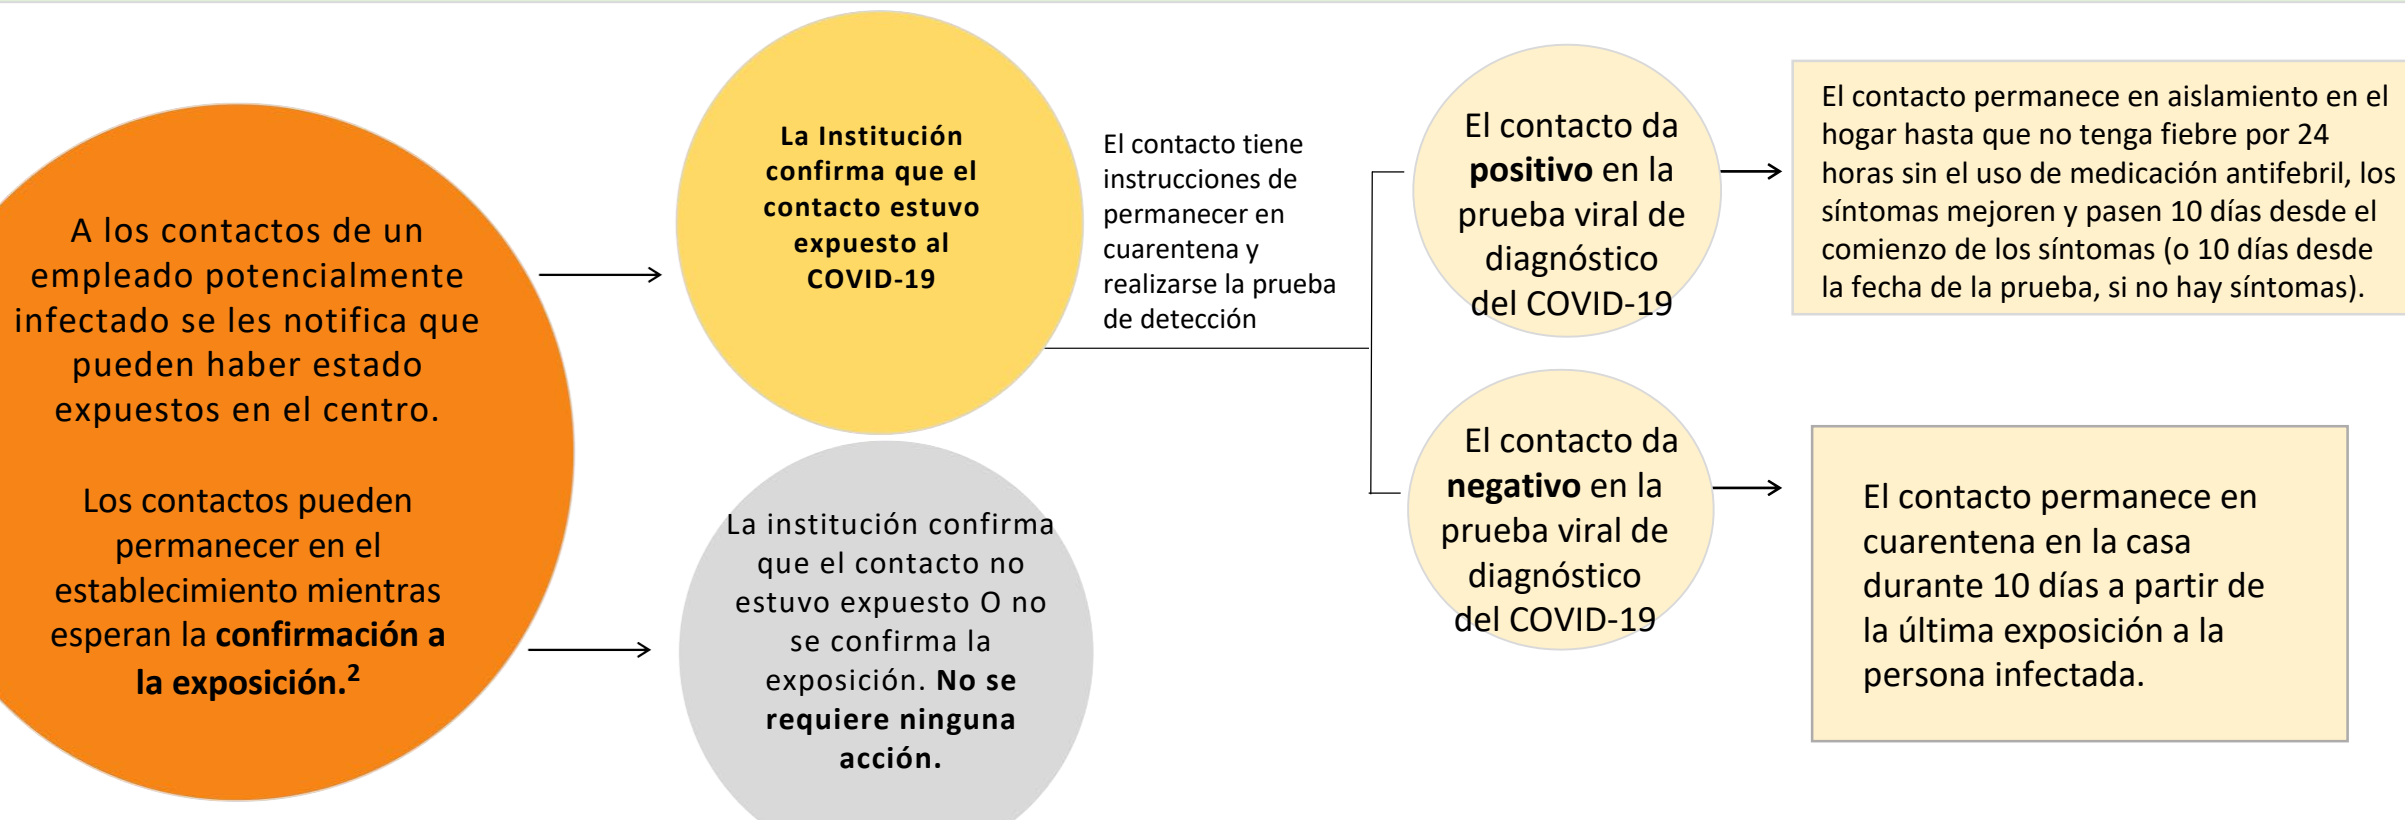 A los contactos de un
empleado potencialmente
infectado se les notifica que
pueden haber estado
expuestos en el centro.
Los contactos pueden
permanecer en el
establecimiento mientras
esperan la confirmación a
la exposición.²
La Institución
confirma que el
contacto estuvo
expuesto al
COVID-19
La institución confirma
que el contacto no
estuvo expuesto O no
se confirma la
exposición. No se
requiere ninguna
acción.
El contacto tiene
instrucciones de
permanecer en
cuarentena y
realizarse la prueba
de detección
El contacto da
positivo en la
prueba viral de
diagnóstico
del COVID-19
El contacto permanece en aislamiento en el
hogar hasta que no tenga fiebre por 24
horas sin el uso de medicación antifebril, los
síntomas mejoren y pasen 10 días desde el
comienzo de los síntomas (o 10 días desde
la fecha de la prueba, si no hay síntomas).
El contacto da
negativo en la
prueba viral de
diagnóstico
del COVID-19
El contacto permanece en
cuarentena en la casa
durante 10 días a partir de
la última exposición a la
persona infectada.